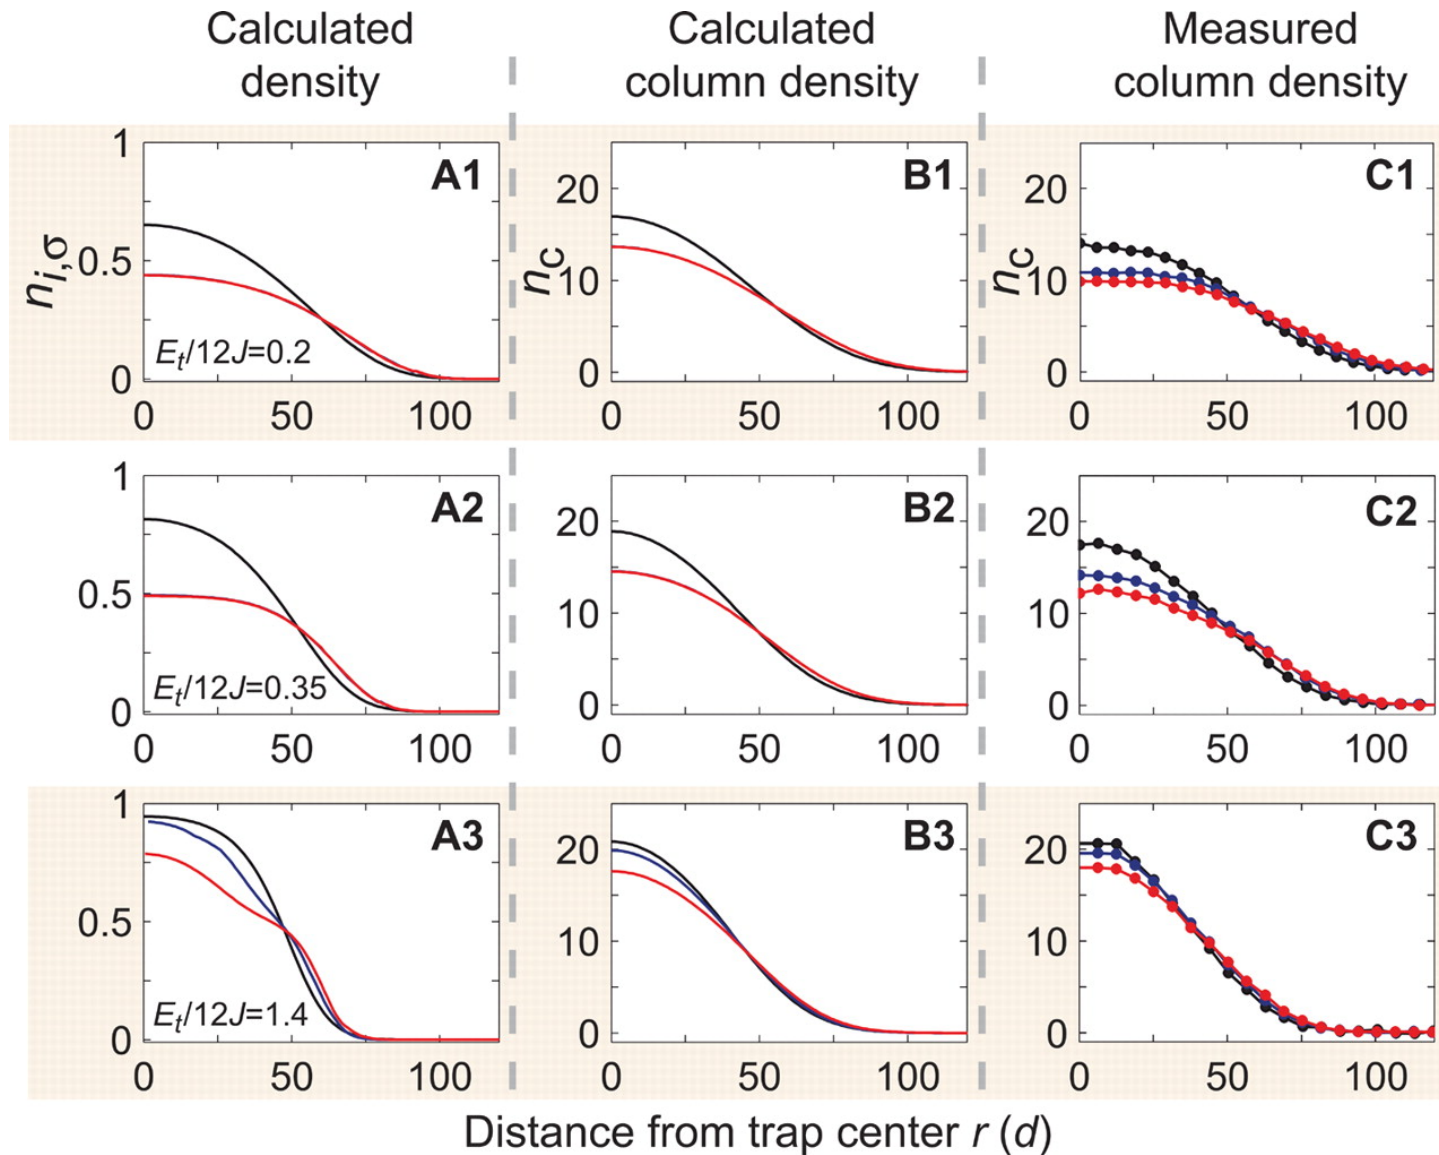 Calculated
density
Calculated
column density
Measured
column density
A1
n_{i,σ}
1
0.5
0
E_t/12J=0.2
0 50 100
B1
n_C
20
10
0
0 50 100
C1
n_C
20
10
0
0 50 100
A2
1
0.5
0
E_t/12J=0.35
0 50 100
B2
20
10
0
0 50 100
C2
20
10
0
0 50 100
A3
1
0.5
0
E_t/12J=1.4
0 50 100
B3
20
10
0
0 50 100
C3
20
10
0
0 50 100
Distance from trap center r (d)